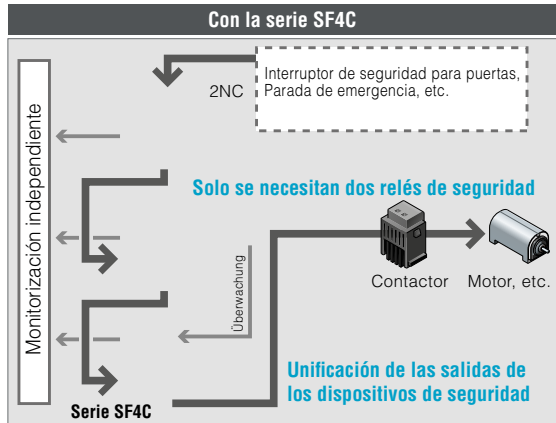 Con la serie SF4C
Interruptor de seguridad para puertas,
Parada de emergencia, etc.
2NC
Monitorización independiente
Solo se necesitan dos relés de seguridad
Contactor
Motor, etc.
Überwachung
Unificación de las salidas de
los dispositivos de seguridad
Serie SF4C